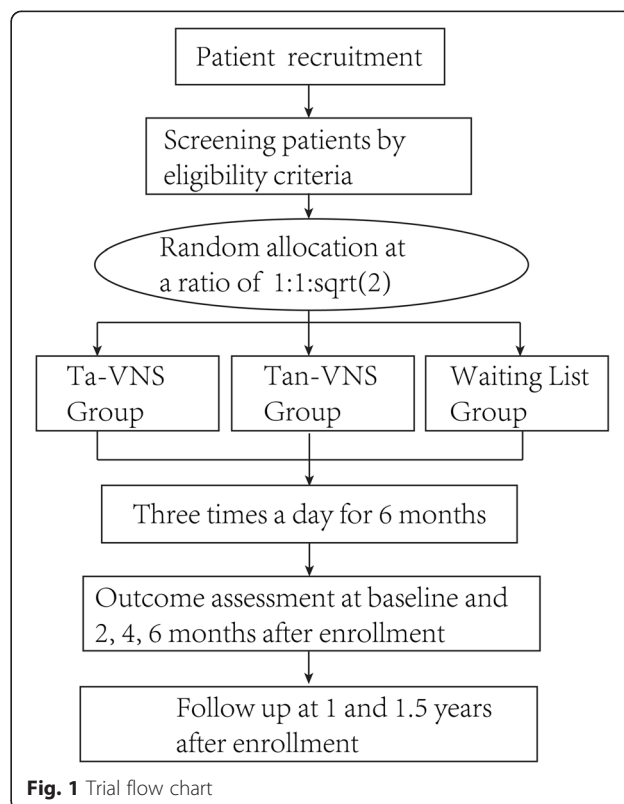 Patient recruitment
Screening patients by
eligibility criteria
Random allocation at
a ratio of 1:1:sqrt(2)
Ta-VNS
Group
Tan-VNS
Group
Waiting List
Group
Three times a day for 6 months
Outcome assessment at baseline and
2, 4, 6 months after enrollment
Follow up at 1 and 1.5 years
after enrollment
Fig. 1 Trial flow chart